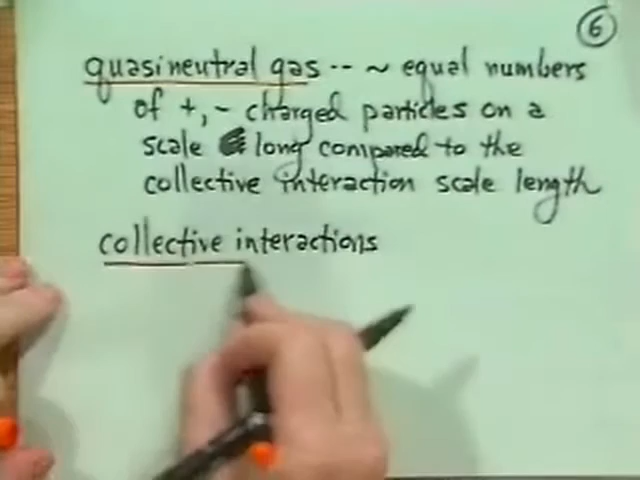 6
quasineutral gas -- ~ equal numbers
of +, - charged particles on a
scale long compared to the
collective interaction scale length
collective interactions